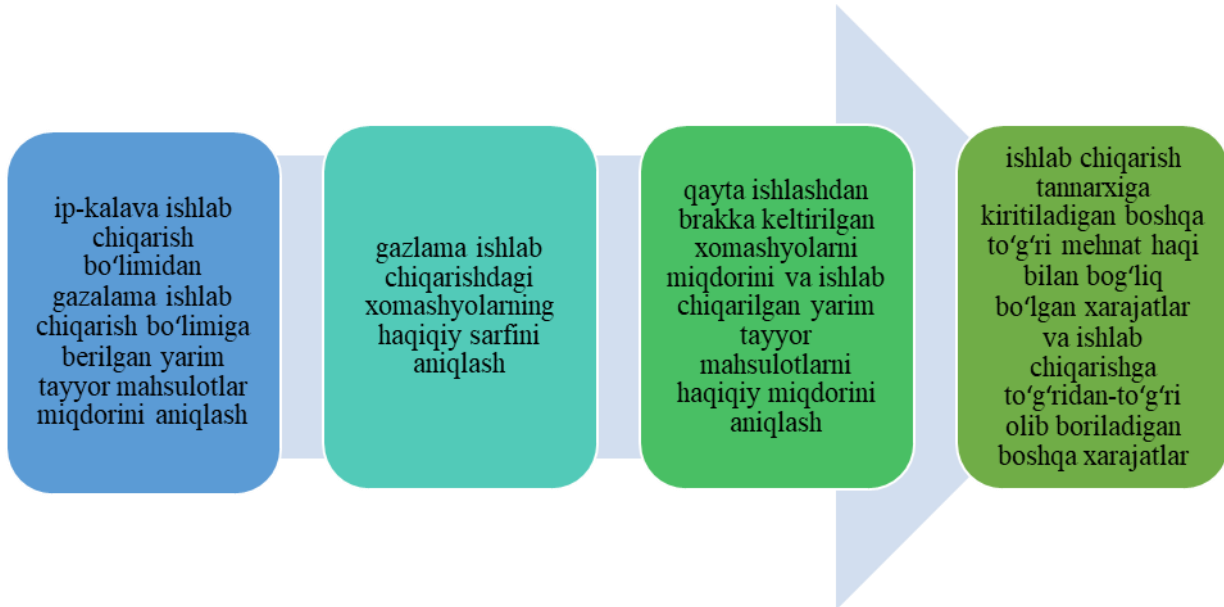 ip-kalava ishlab
chiqarish
boʻlimidan
gazalama ishlab
chiqarish boʻlimiga
berilgan yarim
tayyor mahsulotlar
miqdorini aniqlash
gazlama ishlab
chiqarishdagi
xomashyolarning
haqiqiy sarfini
aniqlash
qayta ishlashdan
brakka keltirilgan
xomashyolarni
miqdorini va ishlab
chiqarilgan yarim
tayyor
mahsulotlarni
haqiqiy miqdorini
aniqlash
ishlab chiqarish
tannarxiga
kiritiladigan boshqa
toʻgʻri mehnat haqi
bilan bogʻliq
boʻlgan xarajatlar
va ishlab
chiqarishga
toʻgʻridan-toʻgʻri
olib boriladigan
boshqa xarajatlar